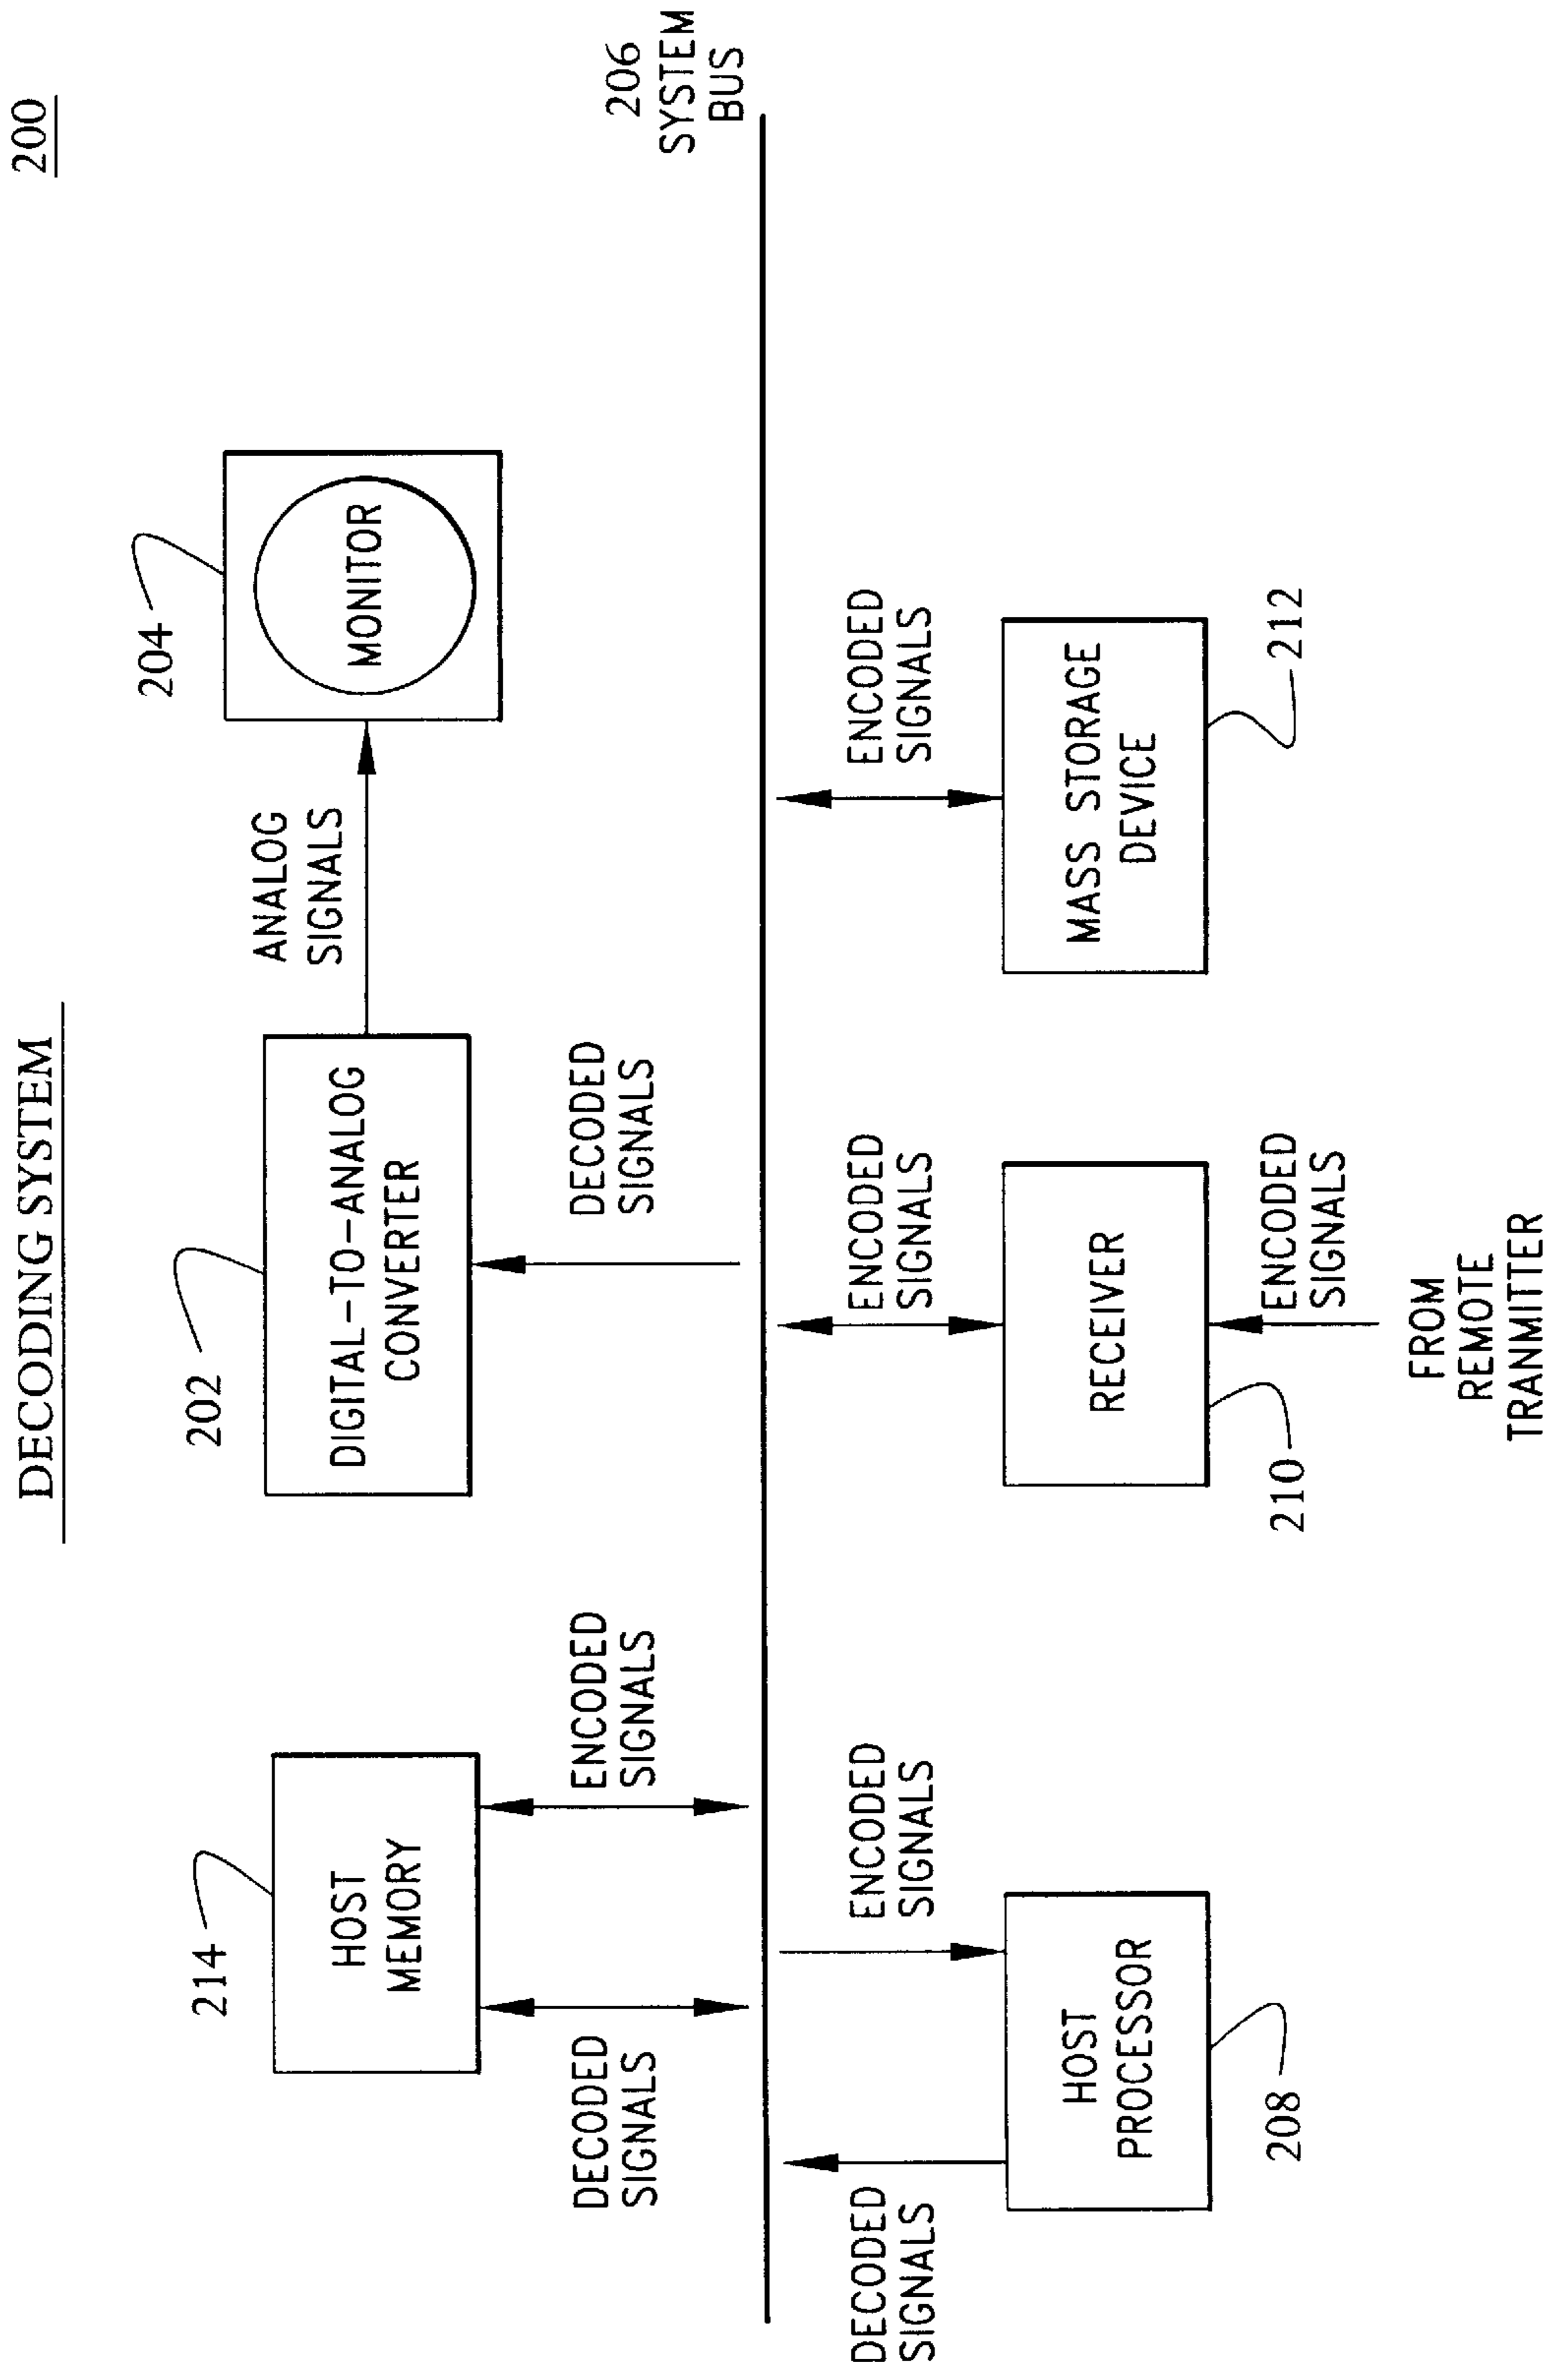 DECODING SYSTEM
200
214
HOST
MEMORY
DECODED
SIGNALS
ENCODED
SIGNALS
202
DIGITAL-TO-ANALOG
CONVERTER
DECODED
SIGNALS
ANALOG
SIGNALS
204
MONITOR
206
SYSTEM
BUS
DECODED
SIGNALS
ENCODED
SIGNALS
HOST
PROCESSOR
208
ENCODED
SIGNALS
RECEIVER
210
ENCODED
SIGNALS
FROM
REMOTE
TRANMITTER
ENCODED
SIGNALS
MASS STORAGE
DEVICE
212